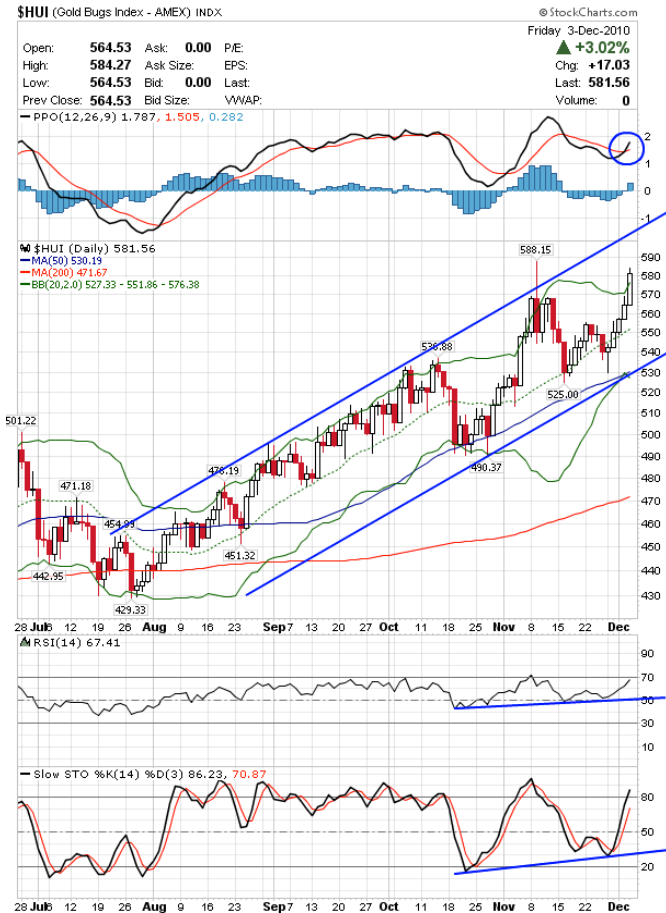 $HUI (Gold Bugs Index - AMEX) INDX © StockCharts.com
Friday 3-Dec-2010
Open: 564.53 Ask: 0.00 P/E: ▲ +3.02%
High: 584.27 Ask Size: EPS: Chg: +17.03
Low: 564.53 Bid: 0.00 Last: Last: 581.56
Prev Close: 564.53 Bid Size: VWAP: Volume: 0
PPO(12,26,9) 1.787, 1.505, 0.282
2
1
0
-1
$HUI (Daily) 581.56
MA(50) 530.19
MA(200) 471.67
BB(20,2.0) 527.33 - 551.86 - 576.38
588.15
590
580
570
560
550
536.88
540
530
525.00
520
510
501.22
500
490.37
490
476.19
480
471.18
470
454.99
460
451.32
450
442.95
440
429.33
430
28 Jul 6 12 19 26 Aug 9 16 23 Sep 7 13 20 27 Oct 11 18 25 Nov 8 15 22 Dec
RSI(14) 67.41
90
70
50
30
10
Slow STO %K(14) %D(3) 86.23, 70.87
80
50
20
28 Jul 6 12 19 26 Aug 9 16 23 Sep 7 13 20 27 Oct 11 18 25 Nov 8 15 22 Dec